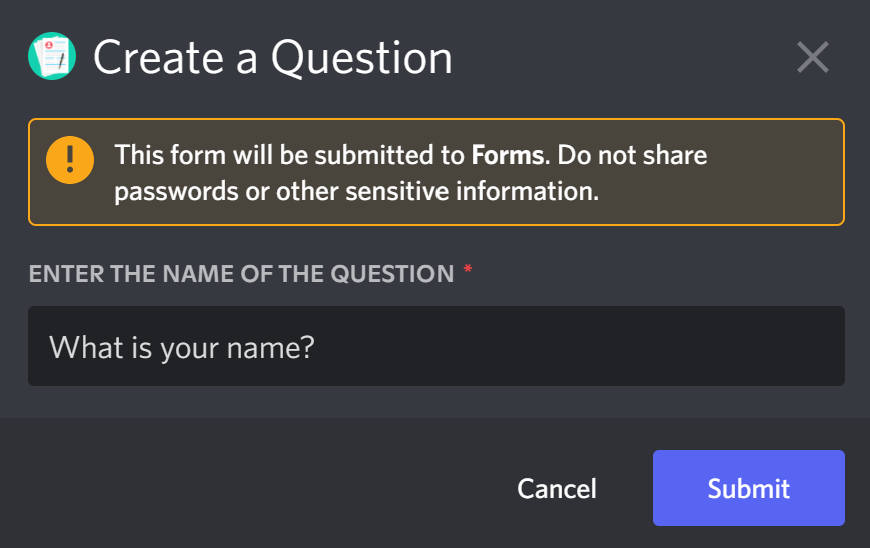 Create a Question
This form will be submitted to Forms. Do not share
passwords or other sensitive information.
ENTER THE NAME OF THE QUESTION *
What is your name?
Cancel
Submit